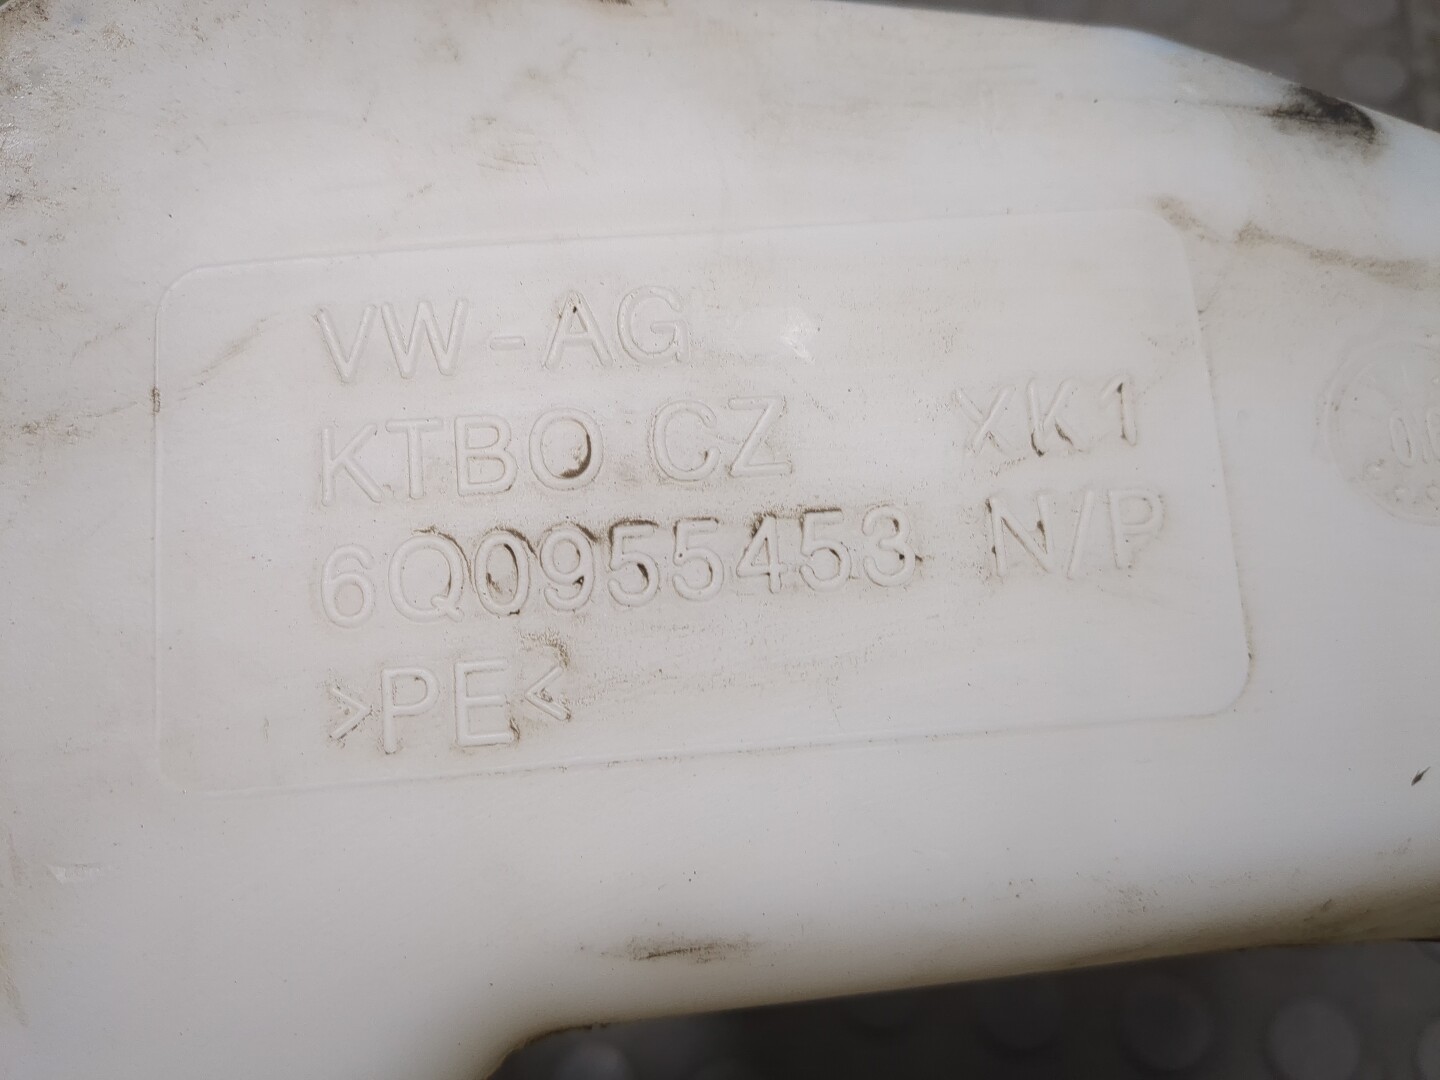 VW-AG
KTBO CZ XK1
6Q0955453 N/P
>PE<